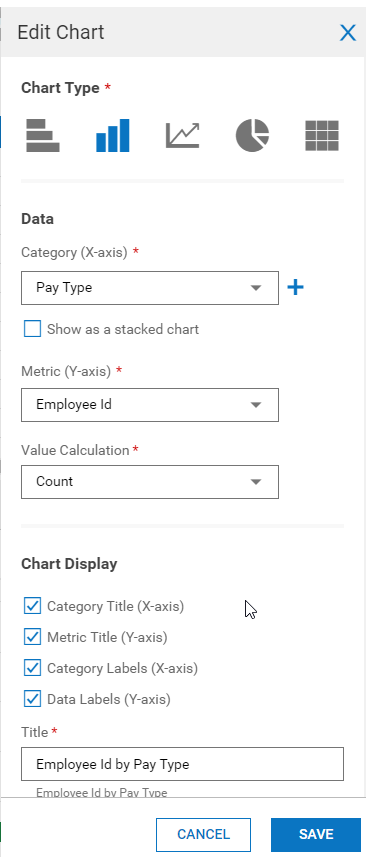 Edit Chart
Chart Type *
Data
Category (X-axis) *
Pay Type
Show as a stacked chart
Metric (Y-axis) *
Employee Id
Value Calculation *
Count
Chart Display
Category Title (X-axis)
Metric Title (Y-axis)
Category Labels (X-axis)
Data Labels (Y-axis)
Title *
Employee Id by Pay Type
Employee Id by Pay Type
CANCEL SAVE